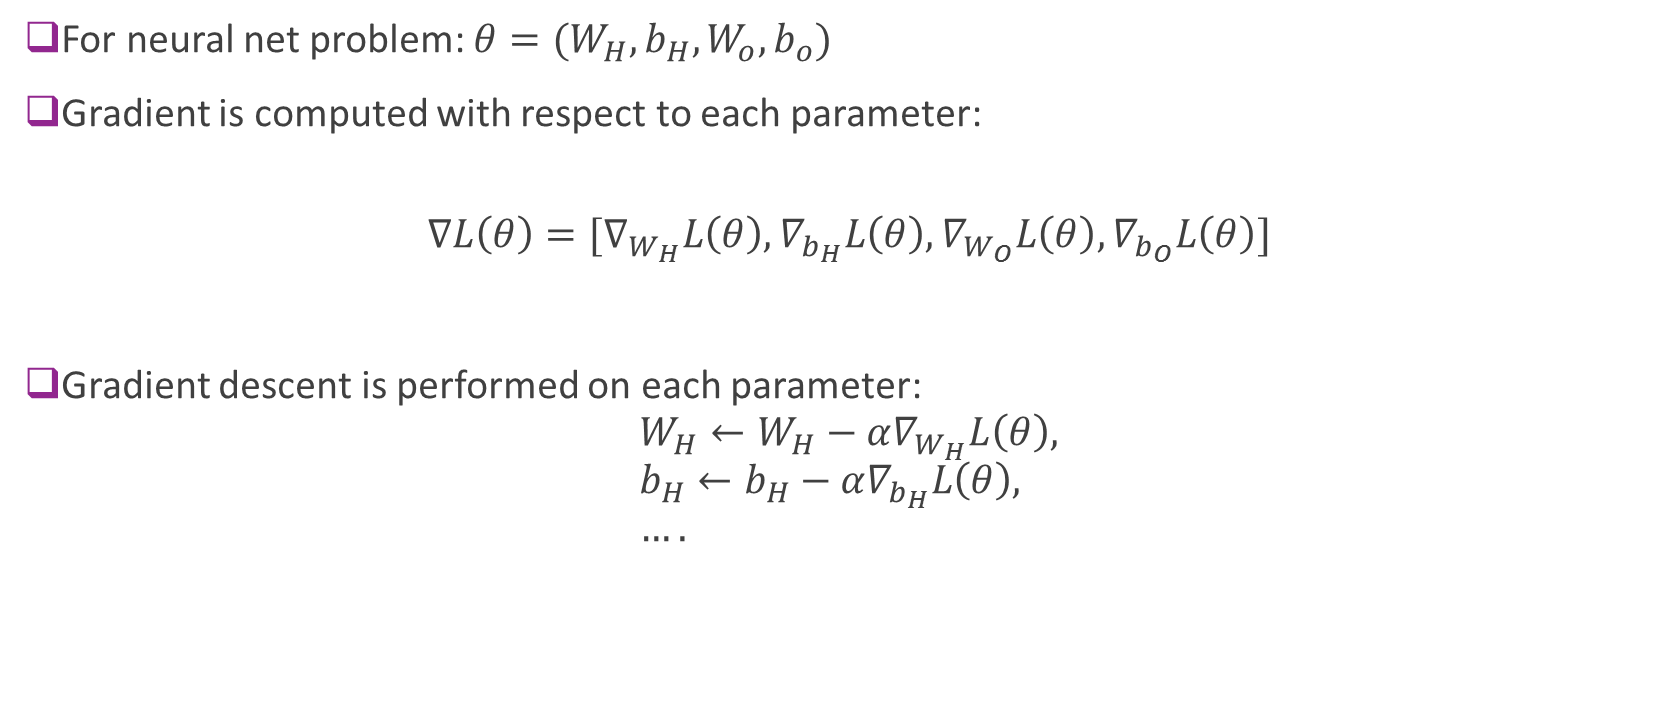 ❑For neural net problem: 𝜃 = (W_H, b_H, W_o, b_o)
❑Gradient is computed with respect to each parameter:
∇L(θ) = [∇_{W_H}L(θ), ∇_{b_H}L(θ), ∇_{W_O}L(θ), ∇_{b_O}L(θ)]
❑Gradient descent is performed on each parameter:
W_H ← W_H − α∇_{W_H}L(θ),
b_H ← b_H − α∇_{b_H}L(θ),
... .